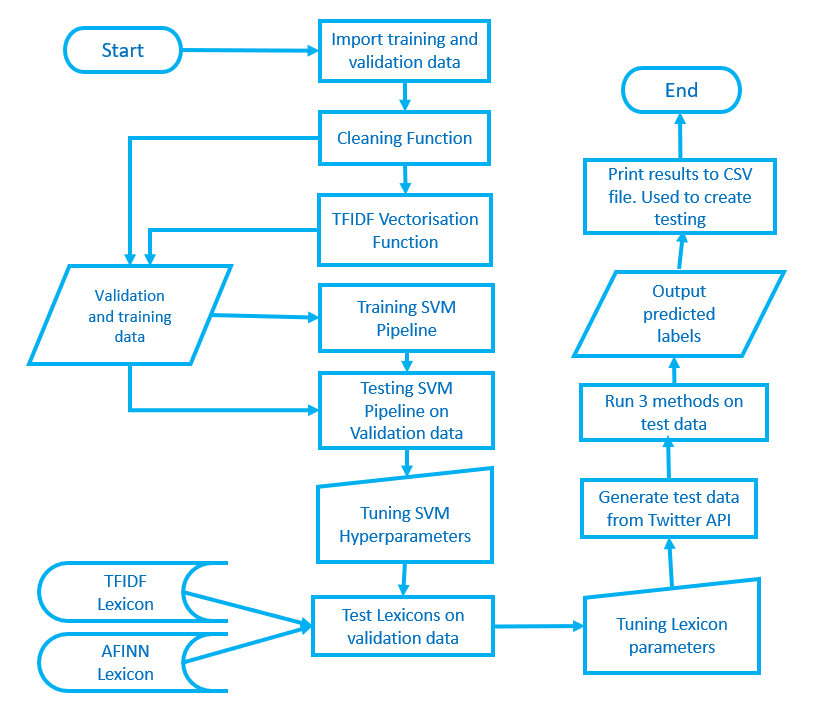 Start
Import training and
validation data
Cleaning Function
TFIDF Vectorisation
Function
Validation
and training
data
Training SVM
Pipeline
Testing SVM
Pipeline on
Validation data
Tuning SVM
Hyperparameters
TFIDF
Lexicon
AFINN
Lexicon
Test Lexicons on
validation data
Tuning Lexicon
parameters
Generate test data
from Twitter API
Run 3 methods on
test data
Output
predicted
labels
Print results to CSV
file. Used to create
testing
End